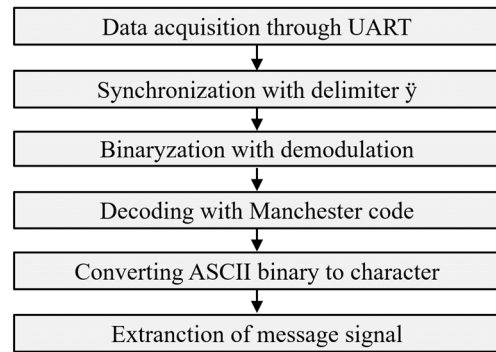 Data acquisition through UART
Synchronization with delimiter ÿ
Binaryzation with demodulation
Decoding with Manchester code
Converting ASCII binary to character
Extranction of message signal